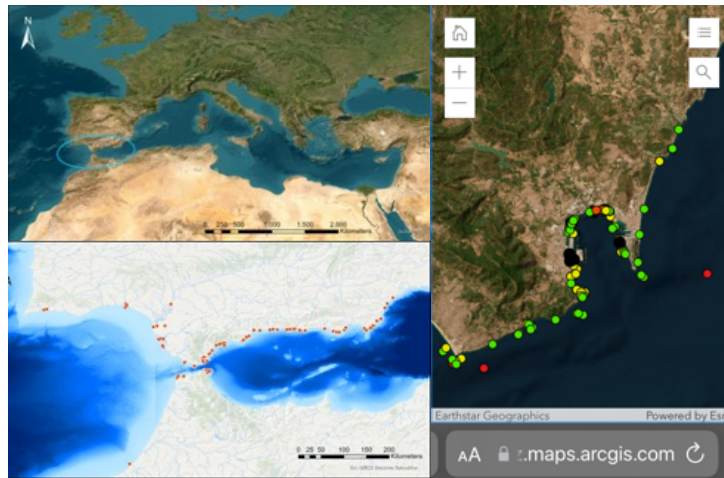 N
0 250 500 1.000 1.500 2.000
Kilometers
0 25 50 100 150 200
Kilometers
Earthstar Geographics
Powered by Esri
AA
z.maps.arcgis.com